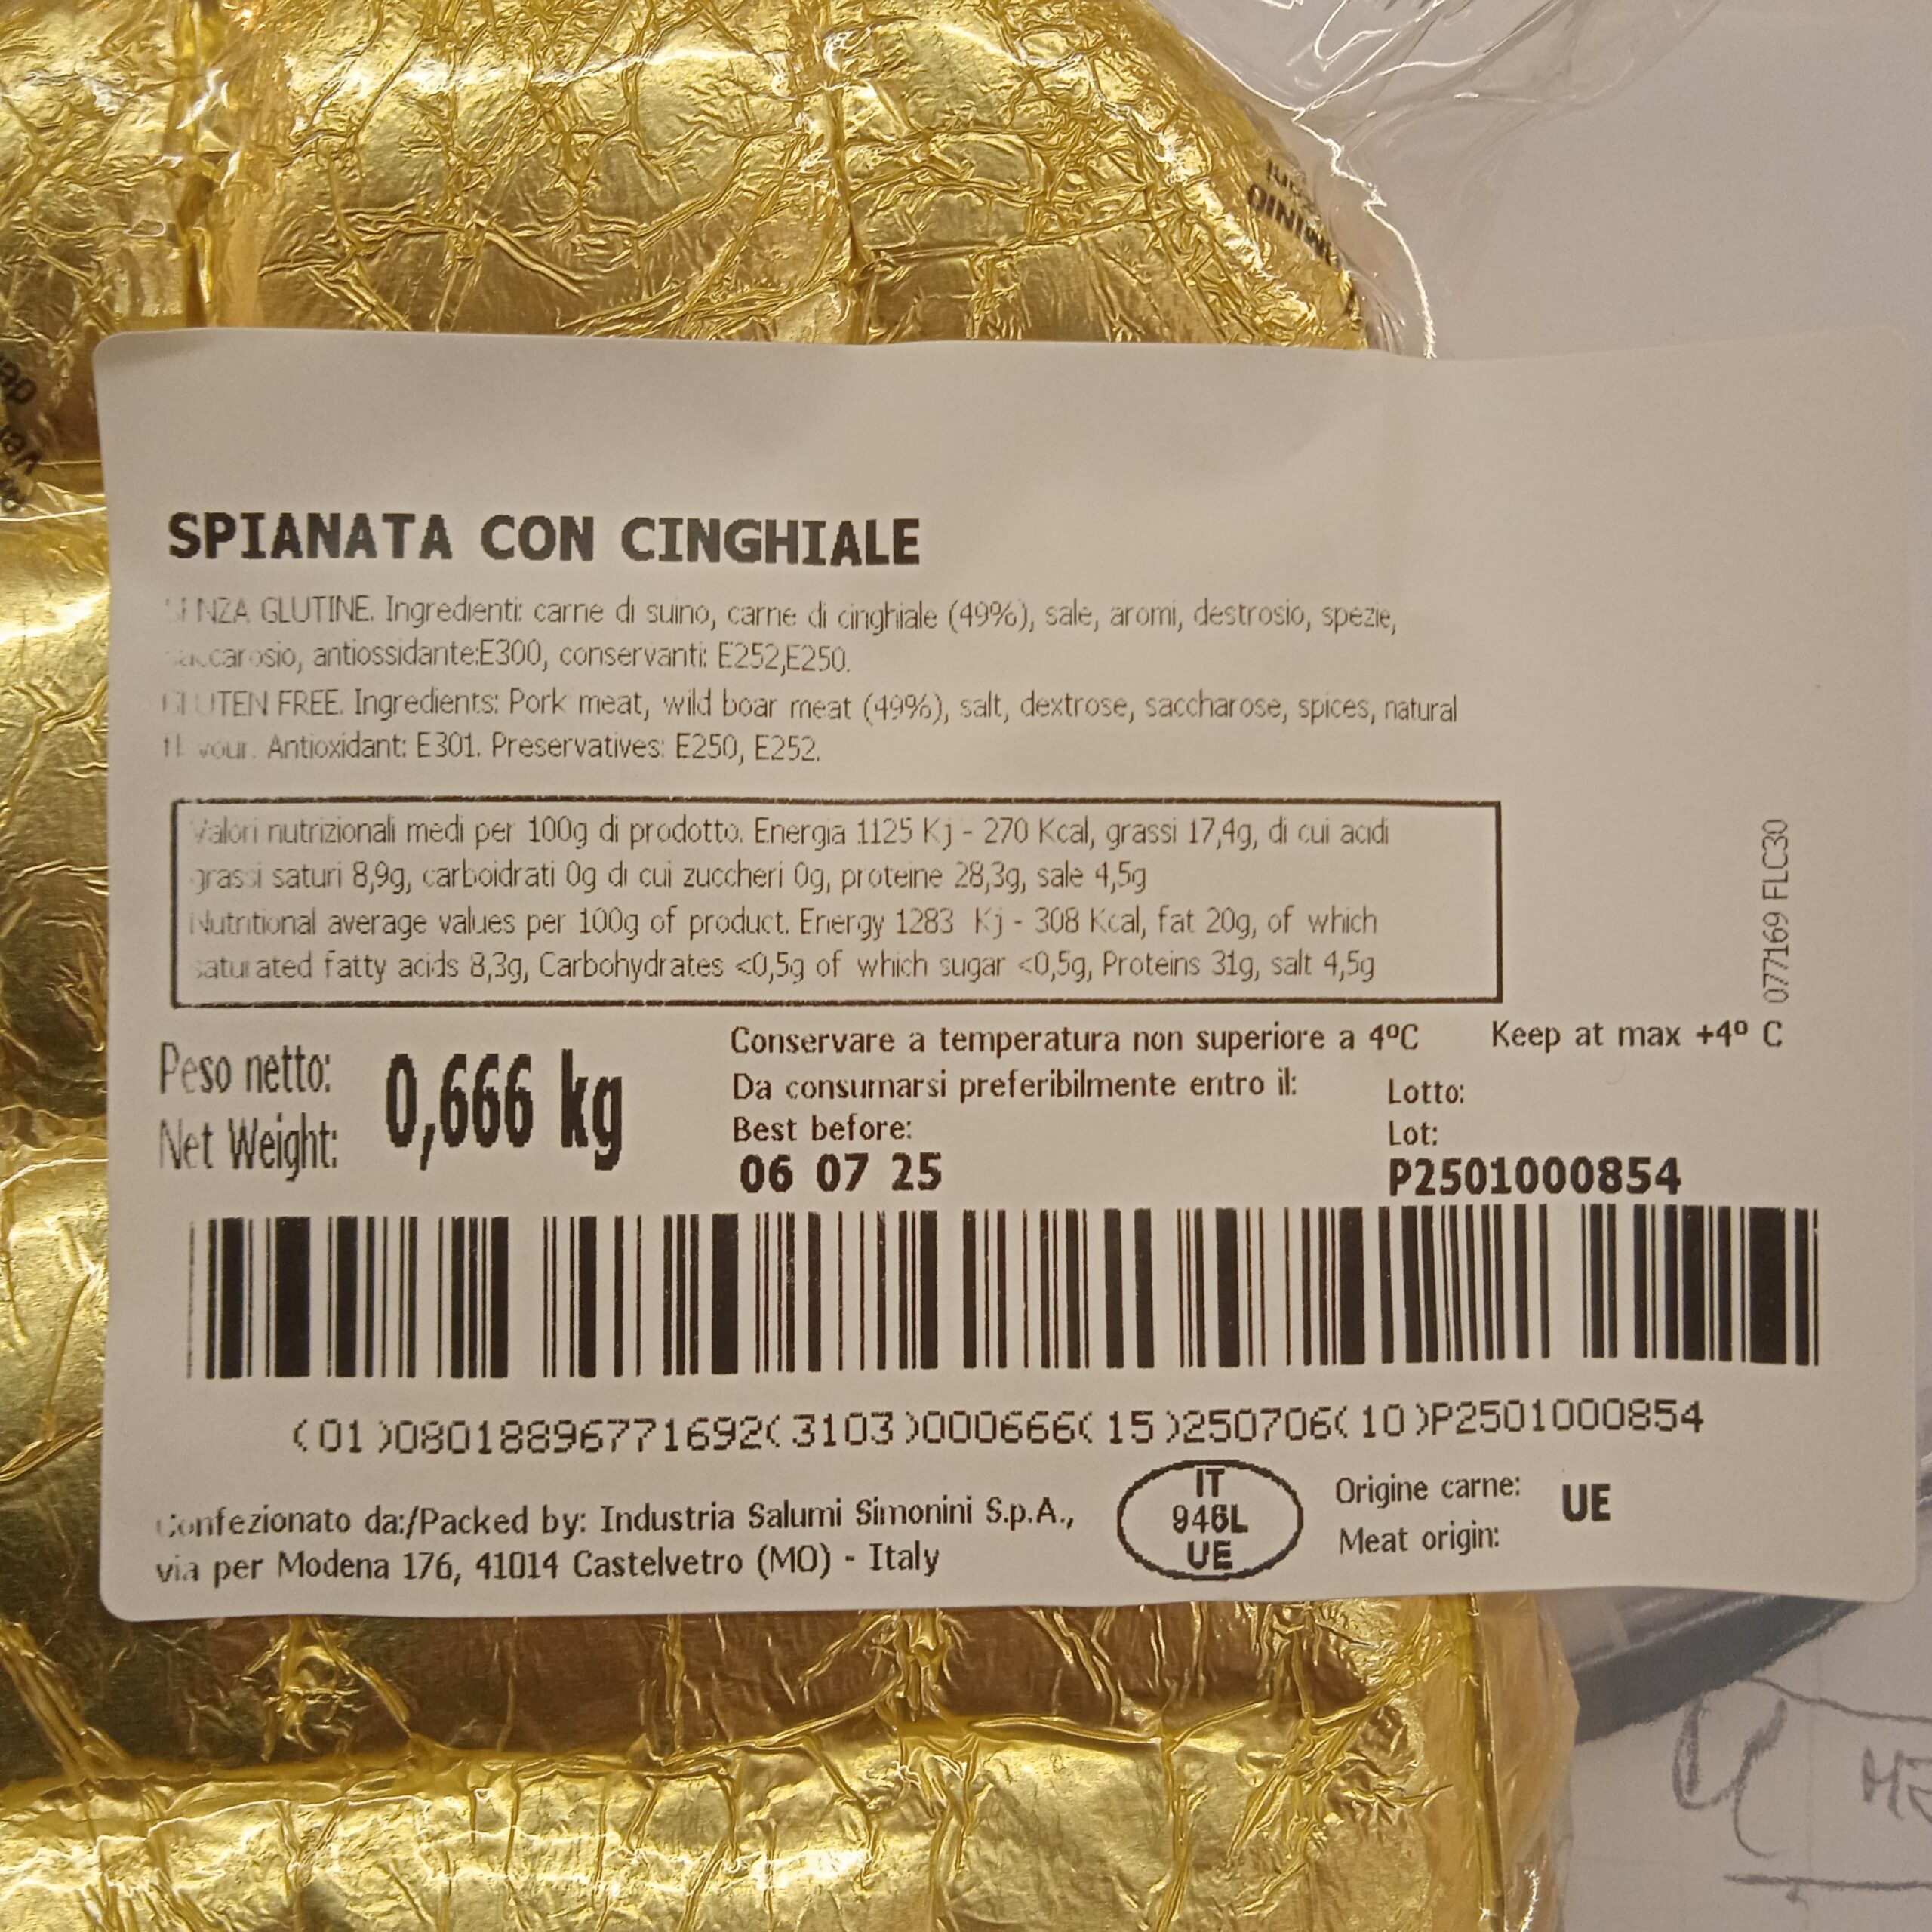 SPIANATA CON CINGHIALE
SENZA GLUTINE. Ingredienti: carne di suino, carne di cinghiale (49%), sale, aromi, destrosio, spezie,
saccarosio, antiossidante:E300, conservanti: E252,E250.
GLUTEN FREE. Ingredients: Pork meat, wild boar meat (49%), salt, dextrose, saccharose, spices, natural
flavour. Antioxidant: E301. Preservatives: E250, E252.
Valori nutrizionali medi per 100g di prodotto. Energia 1125 Kj - 270 Kcal, grassi 17,4g, di cui acidi
grassi saturi 8,9g, carboidrati 0g di cui zuccheri 0g, proteine 28,3g, sale 4,5g
Nutritional average values per 100g of product. Energy 1283 Kj - 308 Kcal, fat 20g, of which
saturated fatty acids 8,3g, Carbohydrates <0,5g of which sugar <0,5g, Proteins 31g, salt 4,5g
077169 FLC30
Peso netto:
Net Weight:
0,666 kg
Conservare a temperatura non superiore a 4°C Keep at max +4° C
Da consumarsi preferibilmente entro il:
Best before:
06 07 25
Lotto:
Lot:
P2501000854
(01)08018896771692(3103)000666(15)250706(10)P2501000854
Confezionato da:/Packed by: Industria Salumi Simonini S.p.A.,
via per Modena 176, 41014 Castelvetro (MO) - Italy
IT
946L
UE
Origine carne:
Meat origin:
UE